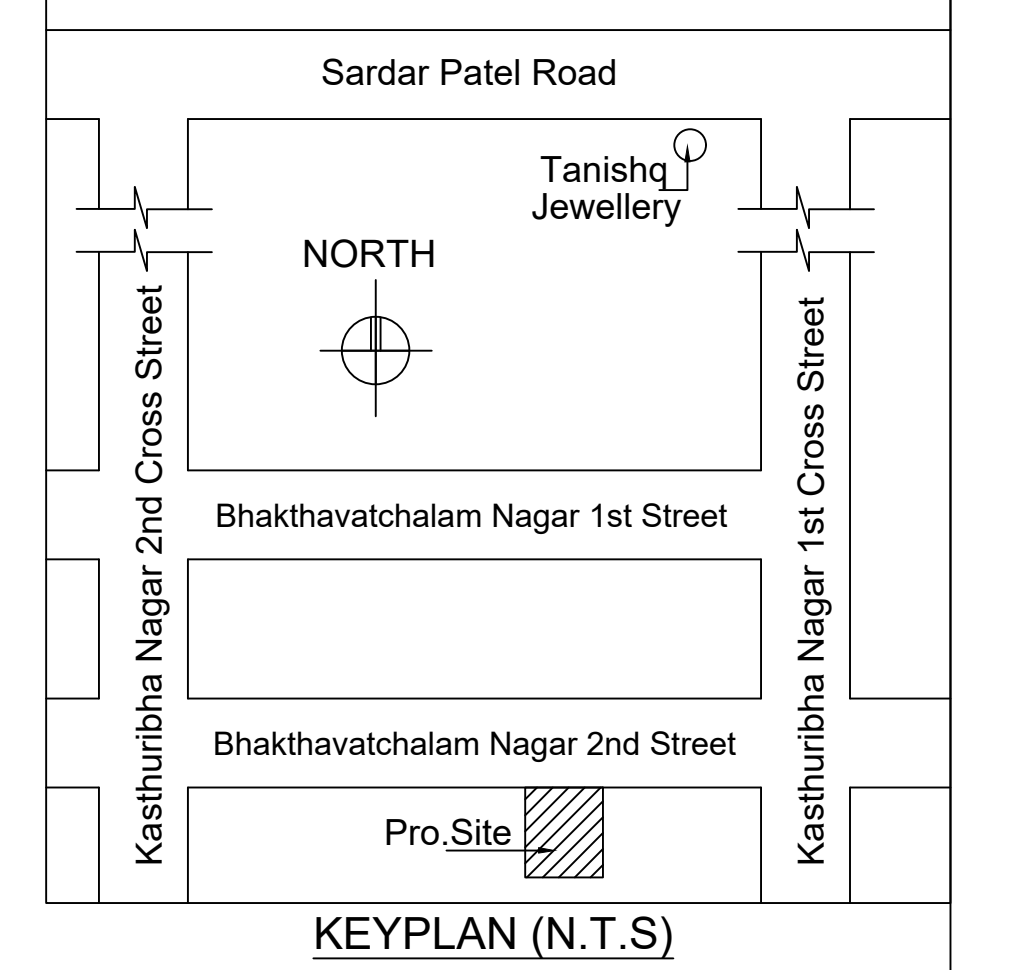 Sardar Patel Road
Tanishq
Jewellery
NORTH
Kasthuribha Nagar 2nd Cross Street
Kasthuribha Nagar 1st Cross Street
Bhakthavatchalam Nagar 1st Street
Bhakthavatchalam Nagar 2nd Street
Pro.Site
KEYPLAN (N.T.S)